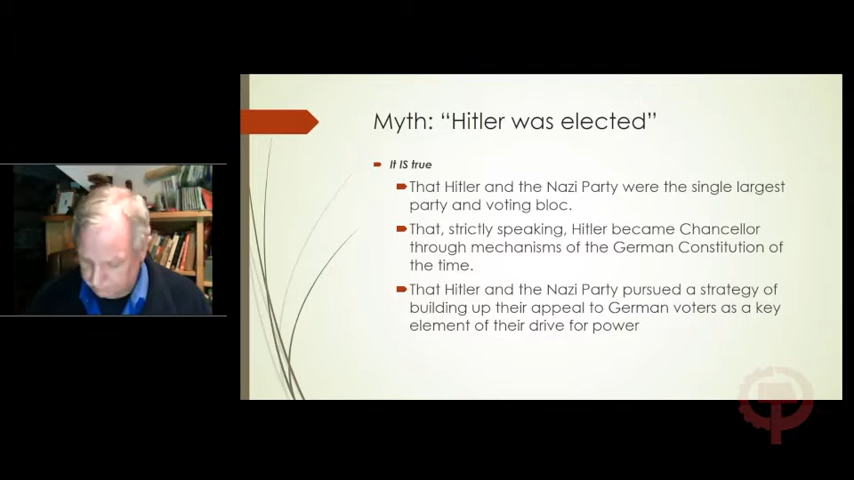 Myth: “Hitler was elected”
It IS true
That Hitler and the Nazi Party were the single largest
party and voting bloc.
That, strictly speaking, Hitler became Chancellor
through mechanisms of the German Constitution of
the time.
That Hitler and the Nazi Party pursued a strategy of
building up their appeal to German voters as a key
element of their drive for power